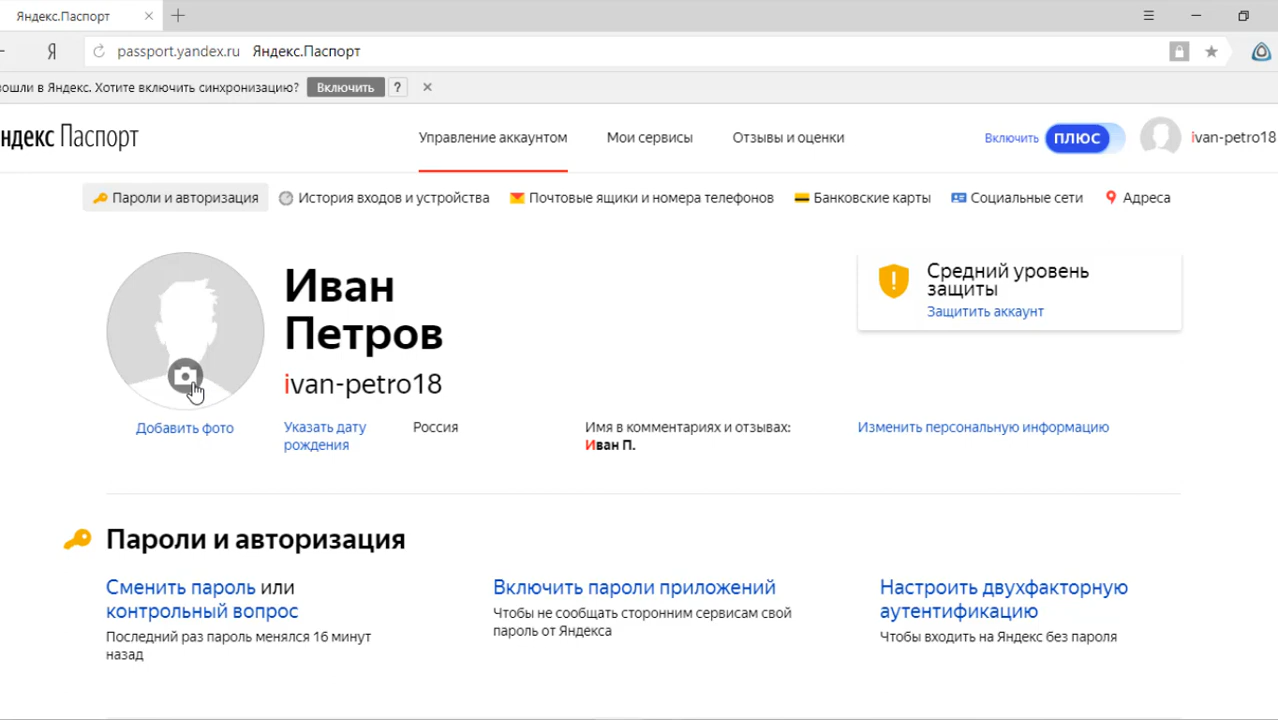 Яндекс.Паспорт
Я passport.yandex.ru Яндекс.Паспорт
ошли в Яндекс. Хотите включить синхронизацию? Включить ?
ндекс Паспорт Управление аккаунтом Мои сервисы Отзывы и оценки Включить ПЛЮС ivan-petro18
Пароли и авторизация История входов и устройства Почтовые ящики и номера телефонов Банковские карты Социальные сети Адреса
Иван
Петров
ivan-petro18
Средний уровень
защиты
Защитить аккаунт
Добавить фото
Указать дату
рождения
Россия
Имя в комментариях и отзывах:
Иван П.
Изменить персональную информацию
Пароли и авторизация
Сменить пароль или
контрольный вопрос
Последний раз пароль менялся 16 минут
назад
Включить пароли приложений
Чтобы не сообщать сторонним сервисам свой
пароль от Яндекса
Настроить двухфакторную
аутентификацию
Чтобы входить на Яндекс без пароля